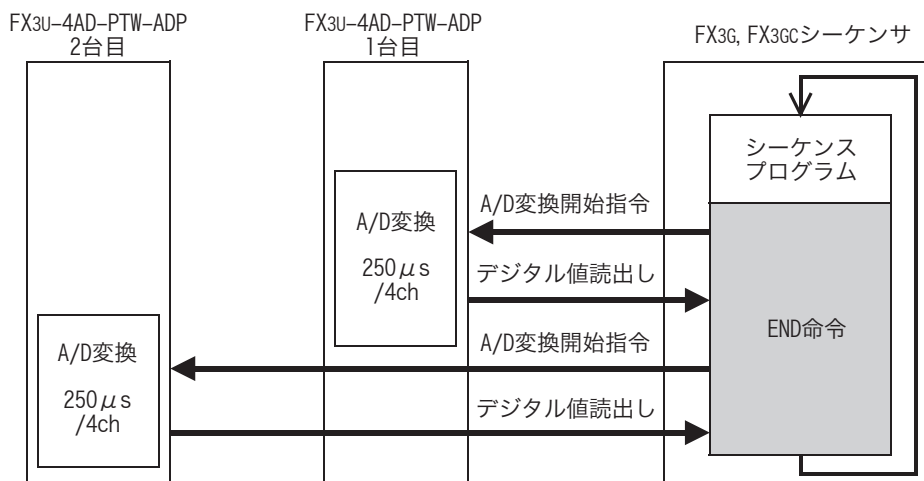 FX3U-4AD-PTW-ADP
2台目
FX3U-4AD-PTW-ADP
1台目
FX3G, FX3GCシーケンサ
シーケンス
プログラム
A/D変換開始指令
A/D変換
250μs
/4ch
デジタル値読出し
END命令
A/D変換開始指令
A/D変換
250μs
/4ch
デジタル値読出し